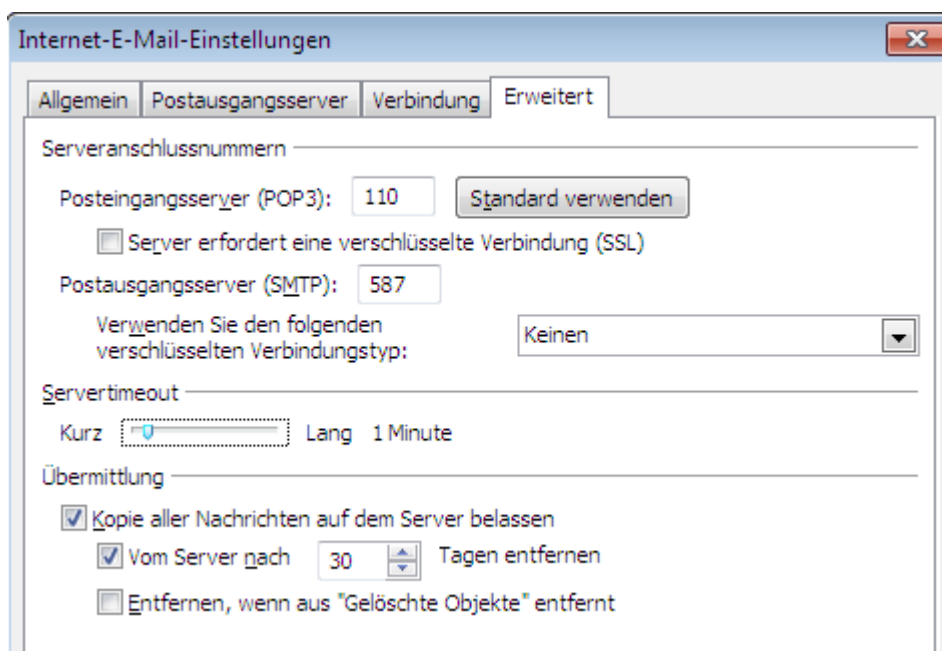 Internet-E-Mail-Einstellungen
Allgemein Postausgangsserver Verbindung Erweitert
Serveranschlussnummern
Posteingangsserver (POP3): 110 Standard verwenden
Server erfordert eine verschlüsselte Verbindung (SSL)
Postausgangsserver (SMTP): 587
Verwenden Sie den folgenden
verschlüsselten Verbindungstyp: Keinen
Servertimeout
Kurz Lang 1 Minute
Übermittlung
Kopie aller Nachrichten auf dem Server belassen
Vom Server nach 30 Tagen entfernen
Entfernen, wenn aus "Gelöschte Objekte" entfernt